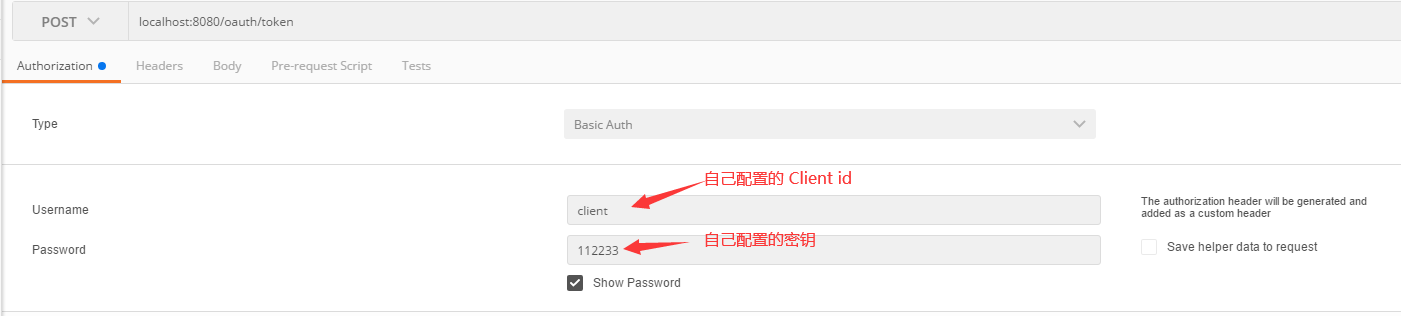 POST
localhost:8080/oauth/token
Authorization
Headers
Body
Pre-request Script
Tests
Type
Basic Auth
自己配置的 Client id
Username
client
The authorization header will be generated and
added as a custom header
自己配置的密钥
Password
112233
Save helper data to request
Show Password